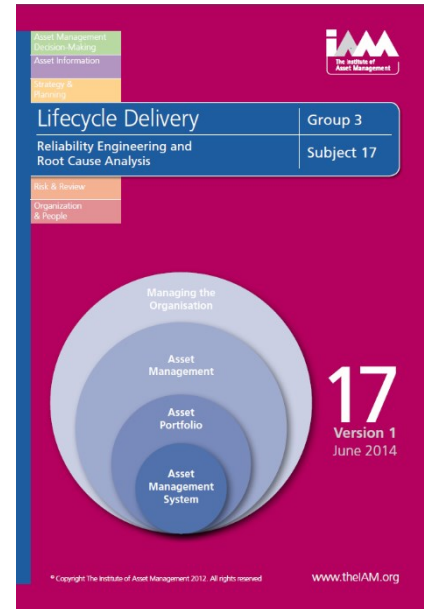 Asset Management
Decision-Making
Asset Information
Strategy &
Planning
iAM
The Institute of
Asset Management
Lifecycle Delivery
Group 3
Reliability Engineering and
Root Cause Analysis
Subject 17
Risk & Review
Organization
& People
Managing the
Organisation
Asset
Management
Asset
Portfolio
Asset
Management
System
17
Version 1
June 2014
© Copyright The Institute of Asset Management 2012. All rights reserved
www.theIAM.org